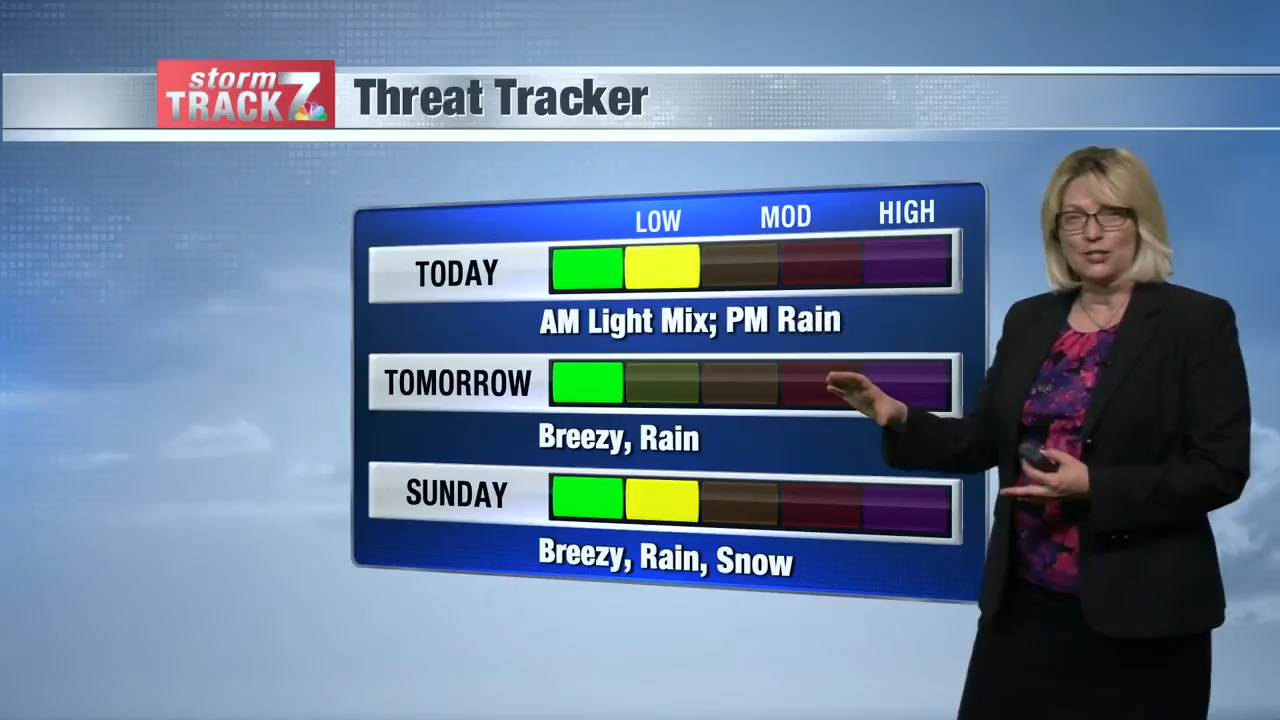 storm
TRACK 7
Threat Tracker
LOW MOD HIGH
TODAY
AM Light Mix; PM Rain
TOMORROW
Breezy, Rain
SUNDAY
Breezy, Rain, Snow